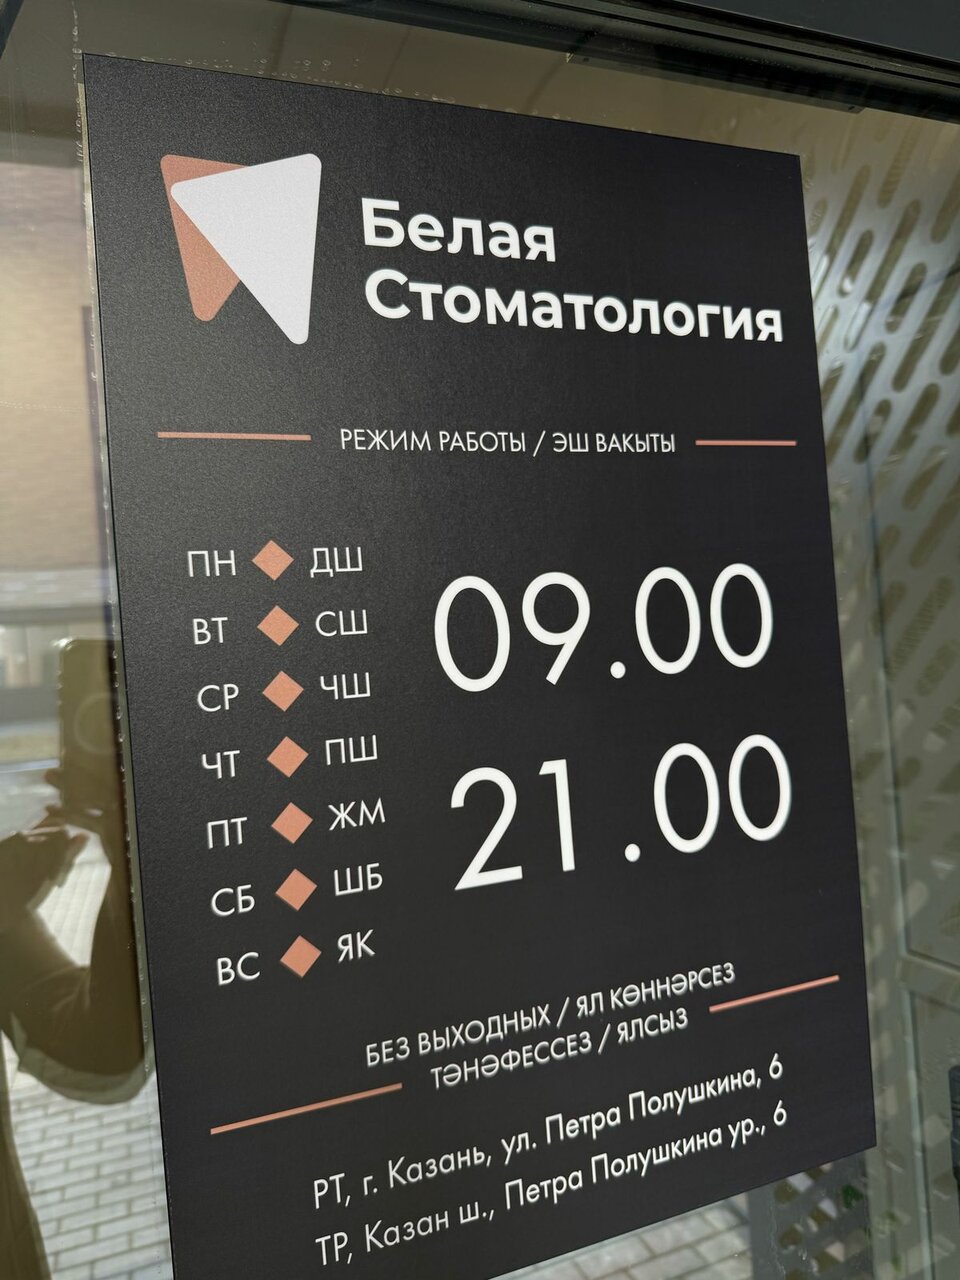 Белая
Стоматология
РЕЖИМ РАБОТЫ / ЭШ ВАКЫТЫ
ПН ДШ
ВТ СШ
СР ЧШ
ЧТ ПШ
ПТ ЖМ
СБ ШБ
ВС ЯК
09.00
21.00
БЕЗ ВЫХОДНЫХ / ЯЛ КӨННӘРСЕЗ
ТӘНӘФЕССЕЗ / ЯЛСЫЗ
РТ, г. Казань, ул. Петра Полушкина, 6
ТР, Казан ш., Петра Полушкина ур., 6